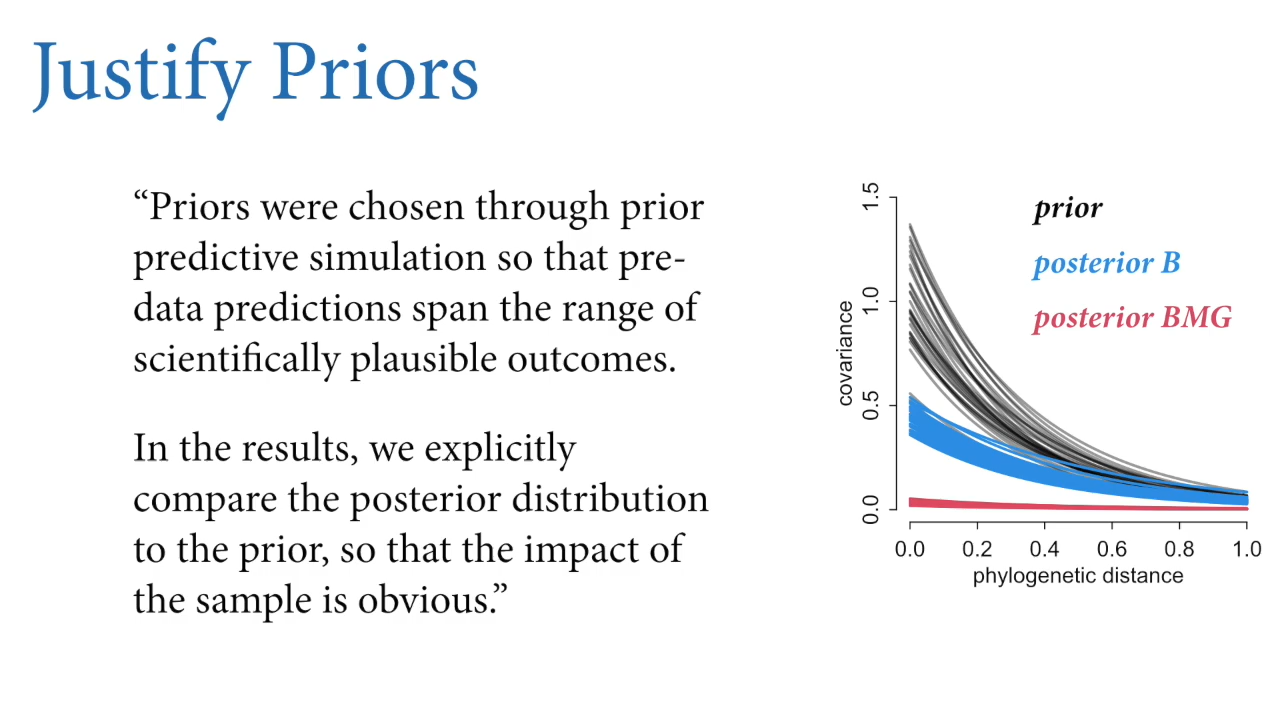 Justify Priors
“Priors were chosen through prior
predictive simulation so that pre-
data predictions span the range of
scientifically plausible outcomes.
In the results, we explicitly
compare the posterior distribution
to the prior, so that the impact of
the sample is obvious.”
prior
posterior B
posterior BMG
covariance
1.5
1.0
0.5
0.0
0.0 0.2 0.4 0.6 0.8 1.0
phylogenetic distance